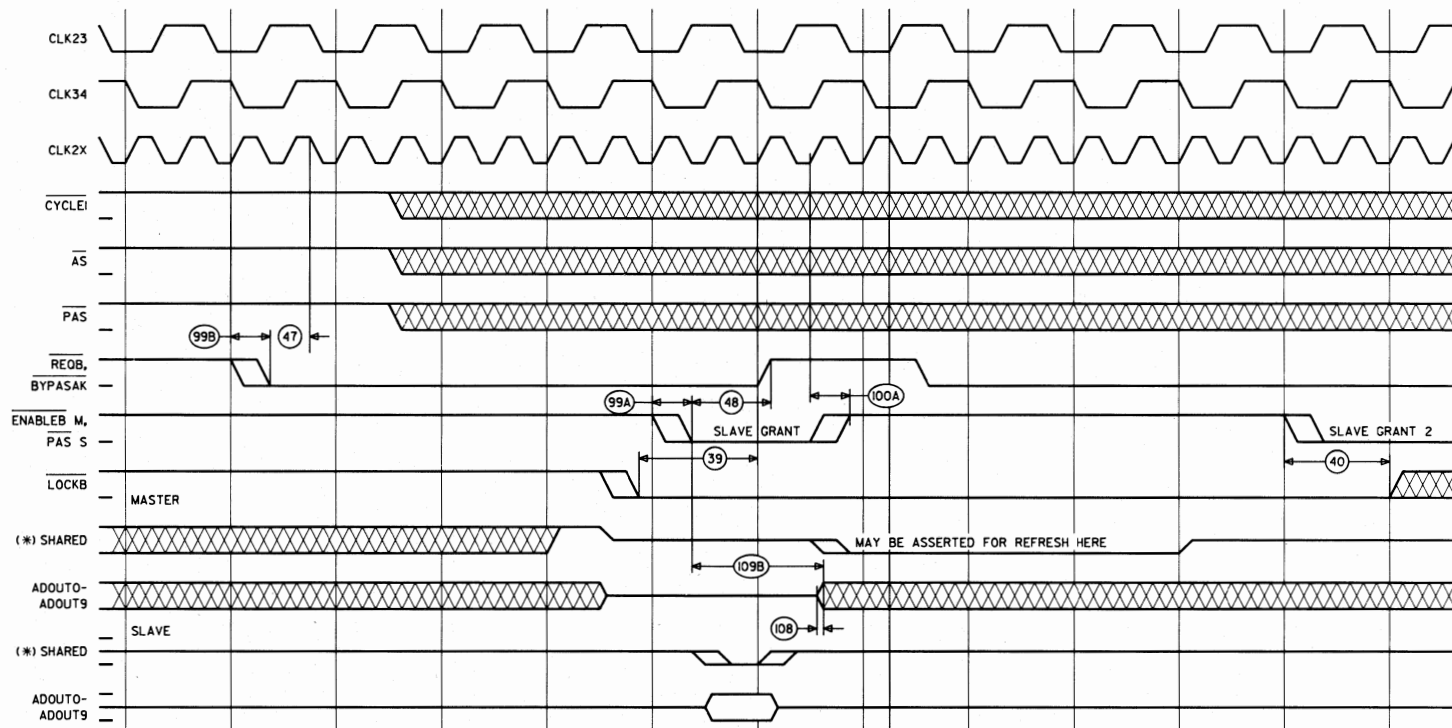 CLK23
CLK34
CLK2X
CYCLEI
AS
PAS
99B
47
REQB,
BYPASAK
99A
48
100A
ENABLEB M,
PAS S
SLAVE GRANT
SLAVE GRANT 2
39
40
LOCKB
MASTER
(*) SHARED
MAY BE ASSERTED FOR REFRESH HERE
109B
ADOUT0-
ADOUT9
SLAVE
108
(*) SHARED
ADOUT0-
ADOUT9